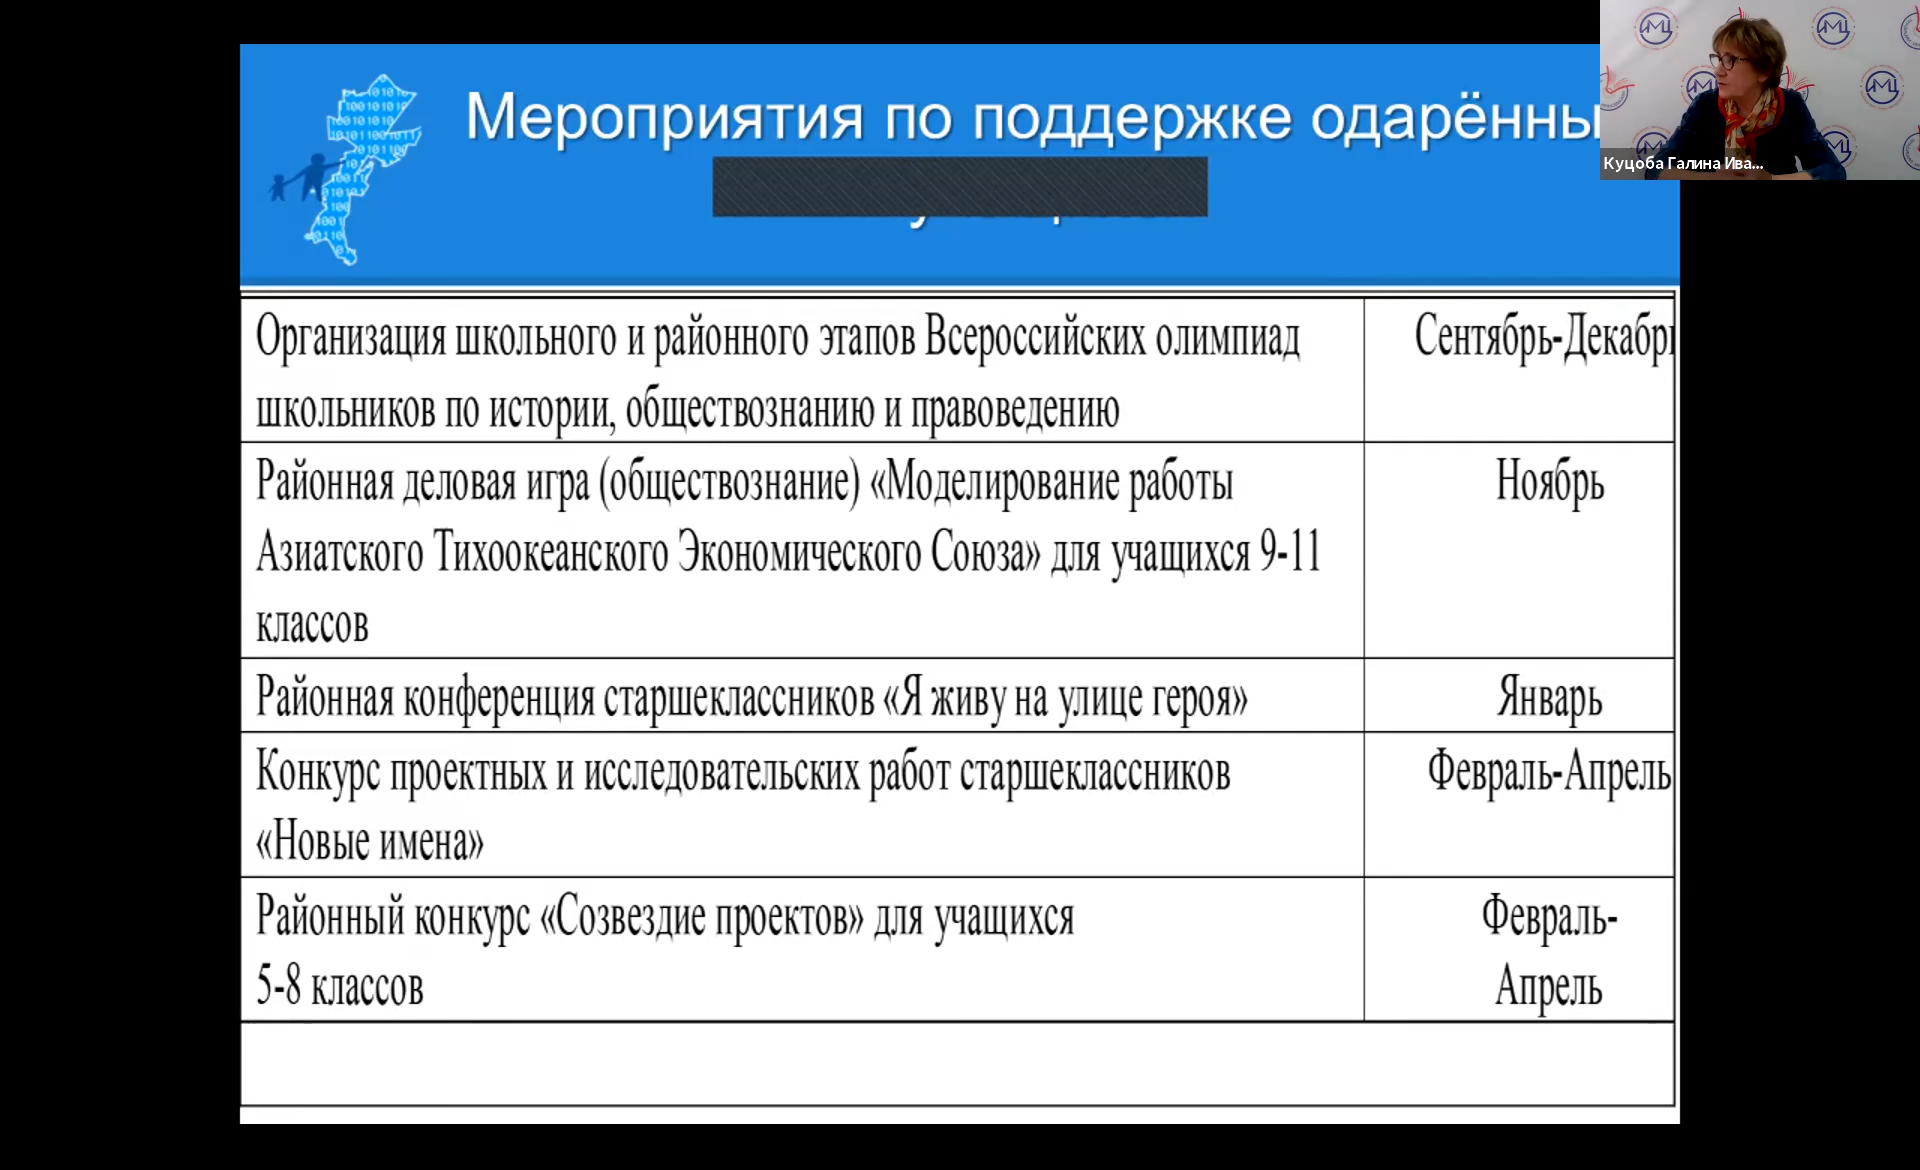 Мероприятия по поддержке одарённы
Куцоба Галина Ива...
Организация школьного и районного этапов Всероссийских олимпиад
школьников по истории, обществознанию и правоведению
Сентябрь-Декабр
Районная деловая игра (обществознание) «Моделирование работы
Азиатского Тихоокеанского Экономического Союза» для учащихся 9-11
классов
Ноябрь
Районная конференция старшеклассников «Я живу на улице героя»
Январь
Конкурс проектных и исследовательских работ старшеклассников
«Новые имена»
Февраль-Апрель
Районный конкурс «Созвездие проектов» для учащихся
5-8 классов
Февраль-
Апрель